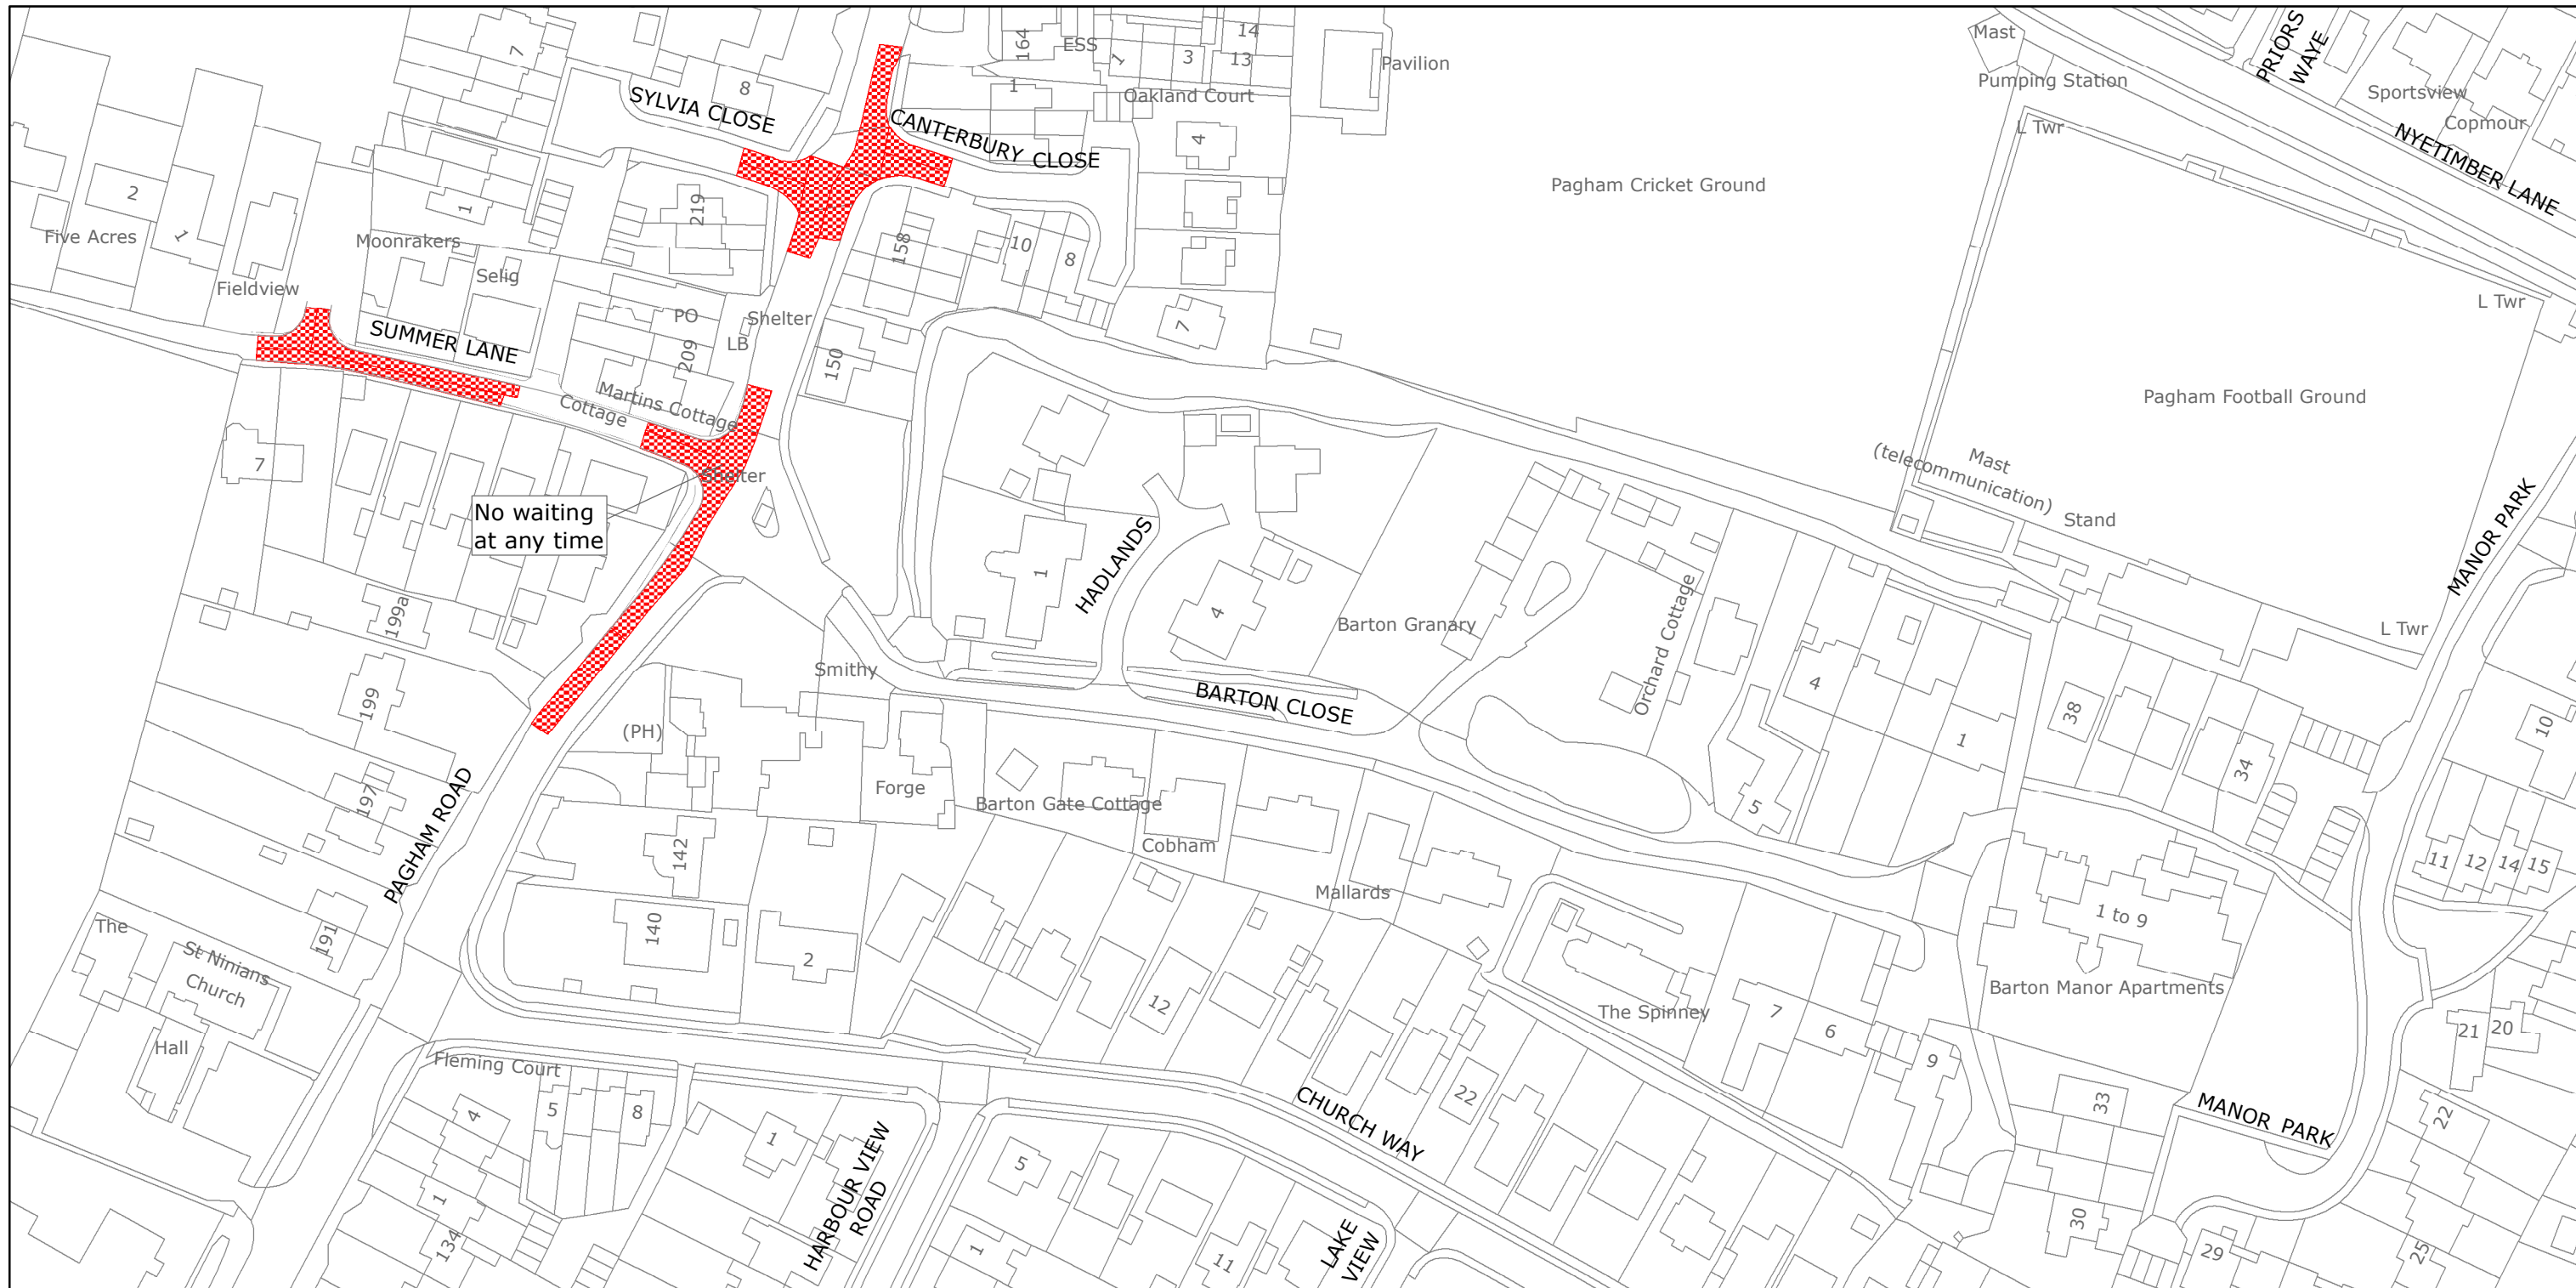 7
8
SYLVIA CLOSE
164
ESS
1
3
14
13
Pavilion
1
Oakland Court
CANTERBURY CLOSE
4
Mast
Pumping Station
PRIORS
WAYE
Sportsview
Copmour
L Twr
NYETIMBER LANE
Pagham Cricket Ground
2
1
Five Acres
Fieldview
Moonrakers
1
Selig
219
158
10
8
7
L Twr
SUMMER LANE
PO
Shelter
LB
209
150
Martins Cottage
Cottage
Pagham Football Ground
7
Shelter
No waiting
at any time
Mast
(telecommunication)
Stand
MANOR PARK
199a
HADLANDS
1
4
Barton Granary
Orchard Cottage
L Twr
199
Smithy
(PH)
BARTON CLOSE
4
1
5
38
34
10
197
PAGHAM ROAD
Forge
Barton Gate Cottage
Cobham
142
Mallards
11
12
14
15
The
191
St Ninians
Church
Hall
140
2
12
1 to 9
Barton Manor Apartments
The Spinney
7
6
9
21
20
Fleming Court
4
5
8
1
22
CHURCH WAY
33
MANOR PARK
22
HARBOUR VIEW
ROAD
5
1
134
1
11
LAKE
VIEW
30
29
25